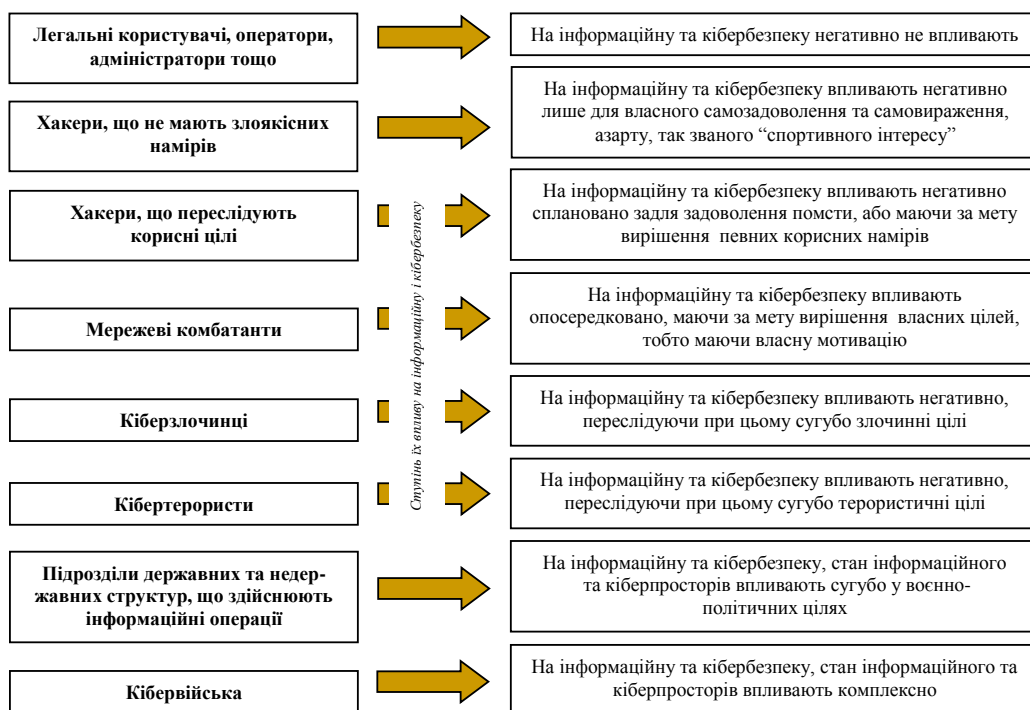 Легальні користувачі, оператори,
адміністратори тощо
На інформаційну та кібербезпеку негативно не впливають
Хакери, що не мають злоякісних
намірів
На інформаційну та кібербезпеку впливають негативно
лише для власного самозадоволення та самовираження,
азарту, так званого “спортивного інтересу”
Хакери, що переслідують
корисні цілі
На інформаційну та кібербезпеку впливають негативно
сплановано задля задоволення помсти, або маючи за мету
вирішення певних корисних намірів
Ступінь їх впливу на інформаційну і кібербезпеку
Мережеві комбатанти
На інформаційну та кібербезпеку впливають
опосередковано, маючи за мету вирішення власних цілей,
тобто маючи власну мотивацію
Кіберзлочинці
На інформаційну та кібербезпеку впливають негативно,
переслідуючи при цьому сугубо злочинні цілі
Кібертерористи
На інформаційну та кібербезпеку впливають негативно,
переслідуючи при цьому сугубо терористичні цілі
Підрозділи державних та недер-
жавних структур, що здійснюють
інформаційні операції
На інформаційну та кібербезпеку, стан інформаційного
та кіберпросторів впливають сугубо у воєнно-
політичних цілях
Кібервійська
На інформаційну та кібербезпеку, стан інформаційного та
кіберпросторів впливають комплексно